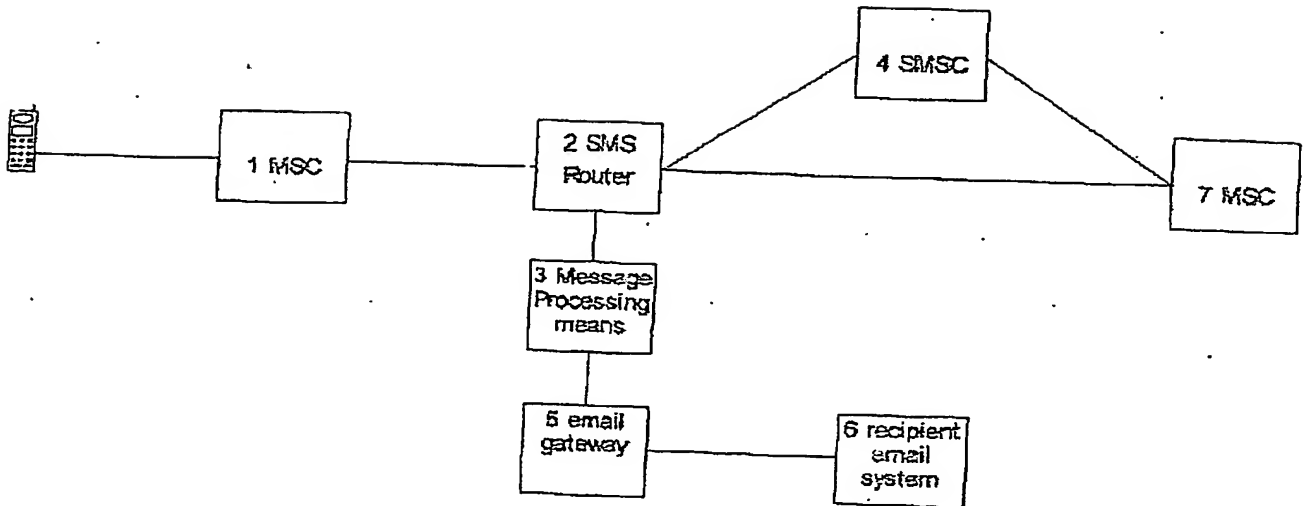 4 SMSC
1 MSC
2 SMS
Router
7 MSC
3 Message
Processing
means
5 email
gateway
6 recipient
email
system